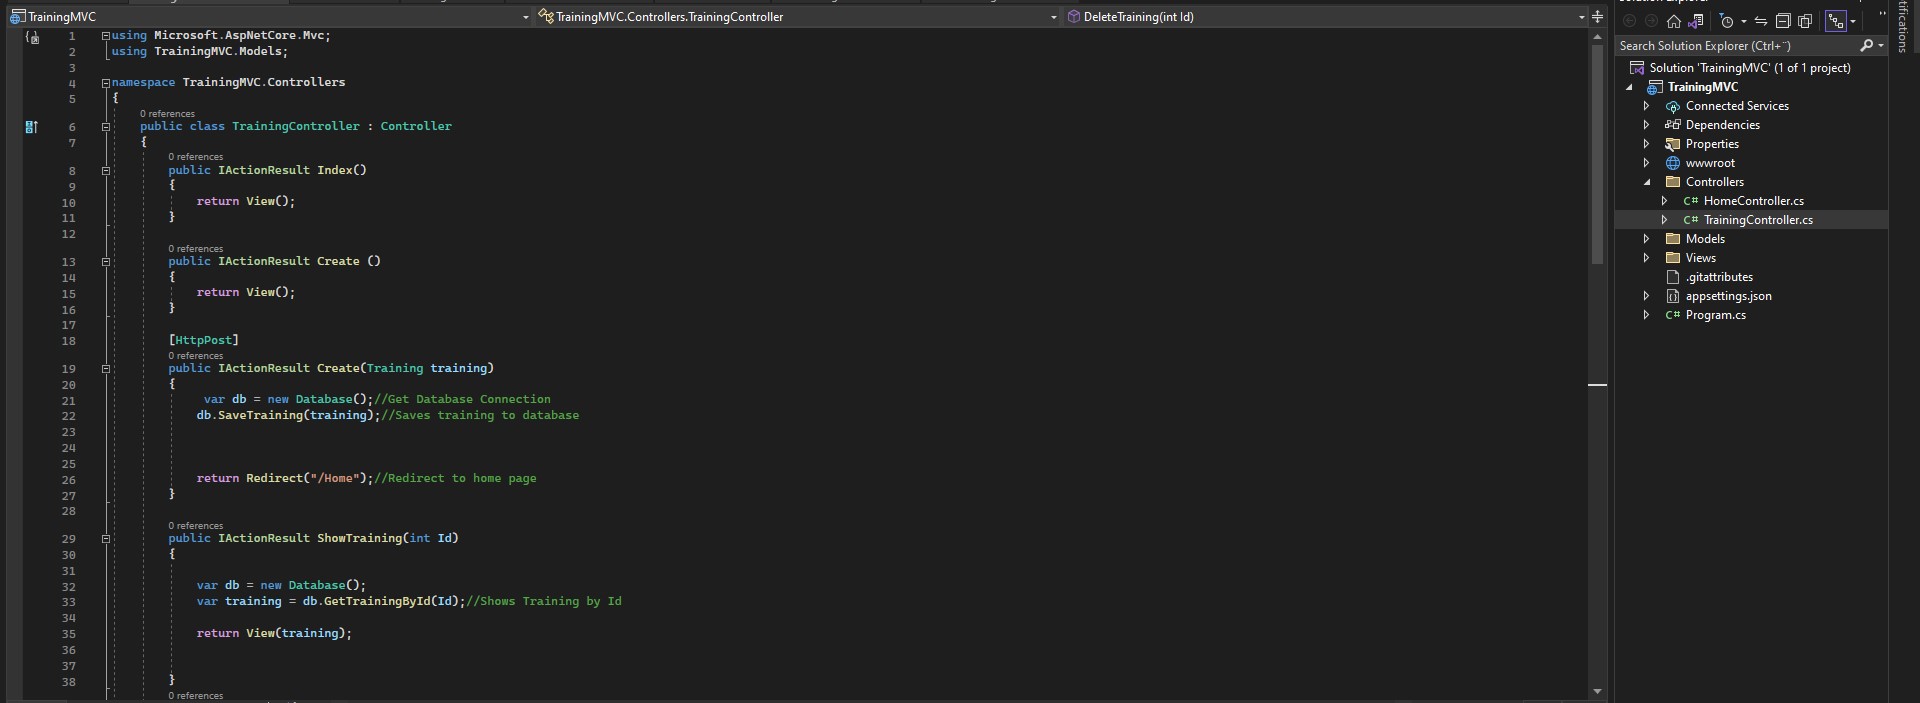 TrainingMVC
TrainingMVC.Controllers.TrainingController
DeleteTraining(int Id)
1 using Microsoft.AspNetCore.Mvc;
2 using TrainingMVC.Models;
3
4 namespace TrainingMVC.Controllers
5 {
0 references
6 public class TrainingController : Controller
7 {
0 references
8 public IActionResult Index()
9 {
10 return View();
11 }
12
0 references
13 public IActionResult Create ()
14 {
15 return View();
16 }
17
18 [HttpPost]
0 references
19 public IActionResult Create(Training training)
20 {
21 var db = new Database();//Get Database Connection
22 db.SaveTraining(training);//Saves training to database
23
24
25
26 return Redirect("/Home");//Redirect to home page
27 }
28
0 references
29 public IActionResult ShowTraining(int Id)
30 {
31
32 var db = new Database();
33 var training = db.GetTrainingById(Id);//Shows Training by Id
34
35 return View(training);
36
37
38 }
0 references
Search Solution Explorer (Ctrl+¨)
Solution 'TrainingMVC' (1 of 1 project)
TrainingMVC
Connected Services
Dependencies
Properties
wwwroot
Controllers
C# HomeController.cs
C# TrainingController.cs
Models
Views
.gitattributes
appsettings.json
C# Program.cs